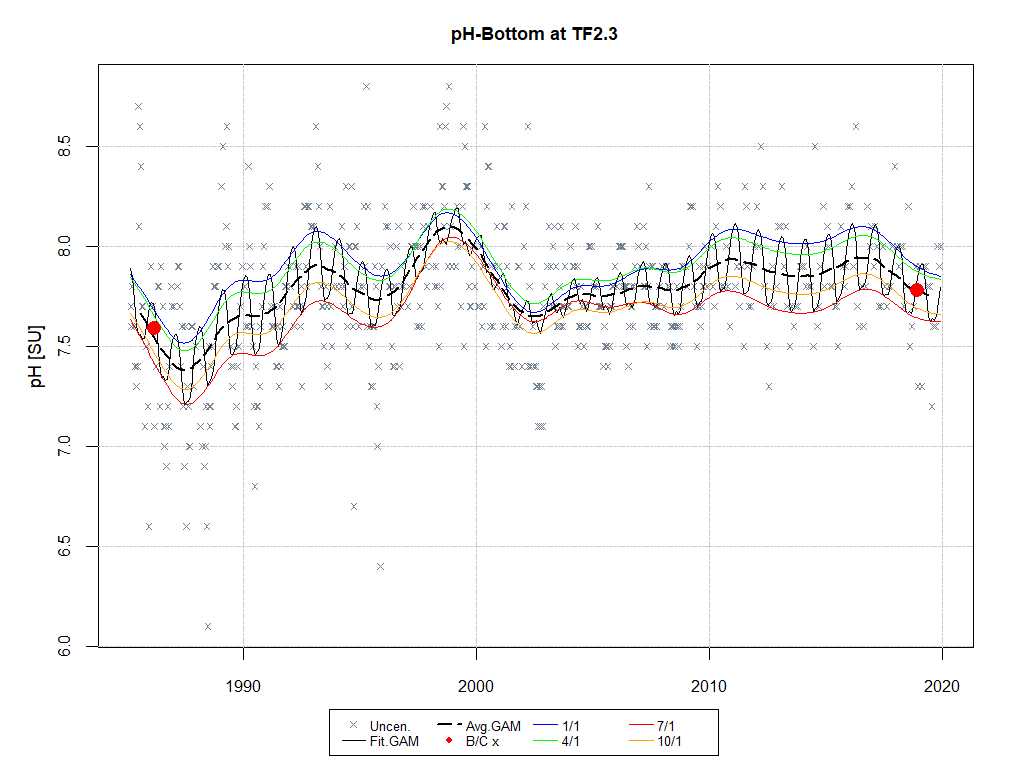 pH-Bottom at TF2.3
pH [SU]
8.5
8.0
7.5
7.0
6.5
6.0
1990 2000 2010 2020
Uncen. Avg.GAM 1/1 7/1
Fit.GAM B/C x 4/1 10/1